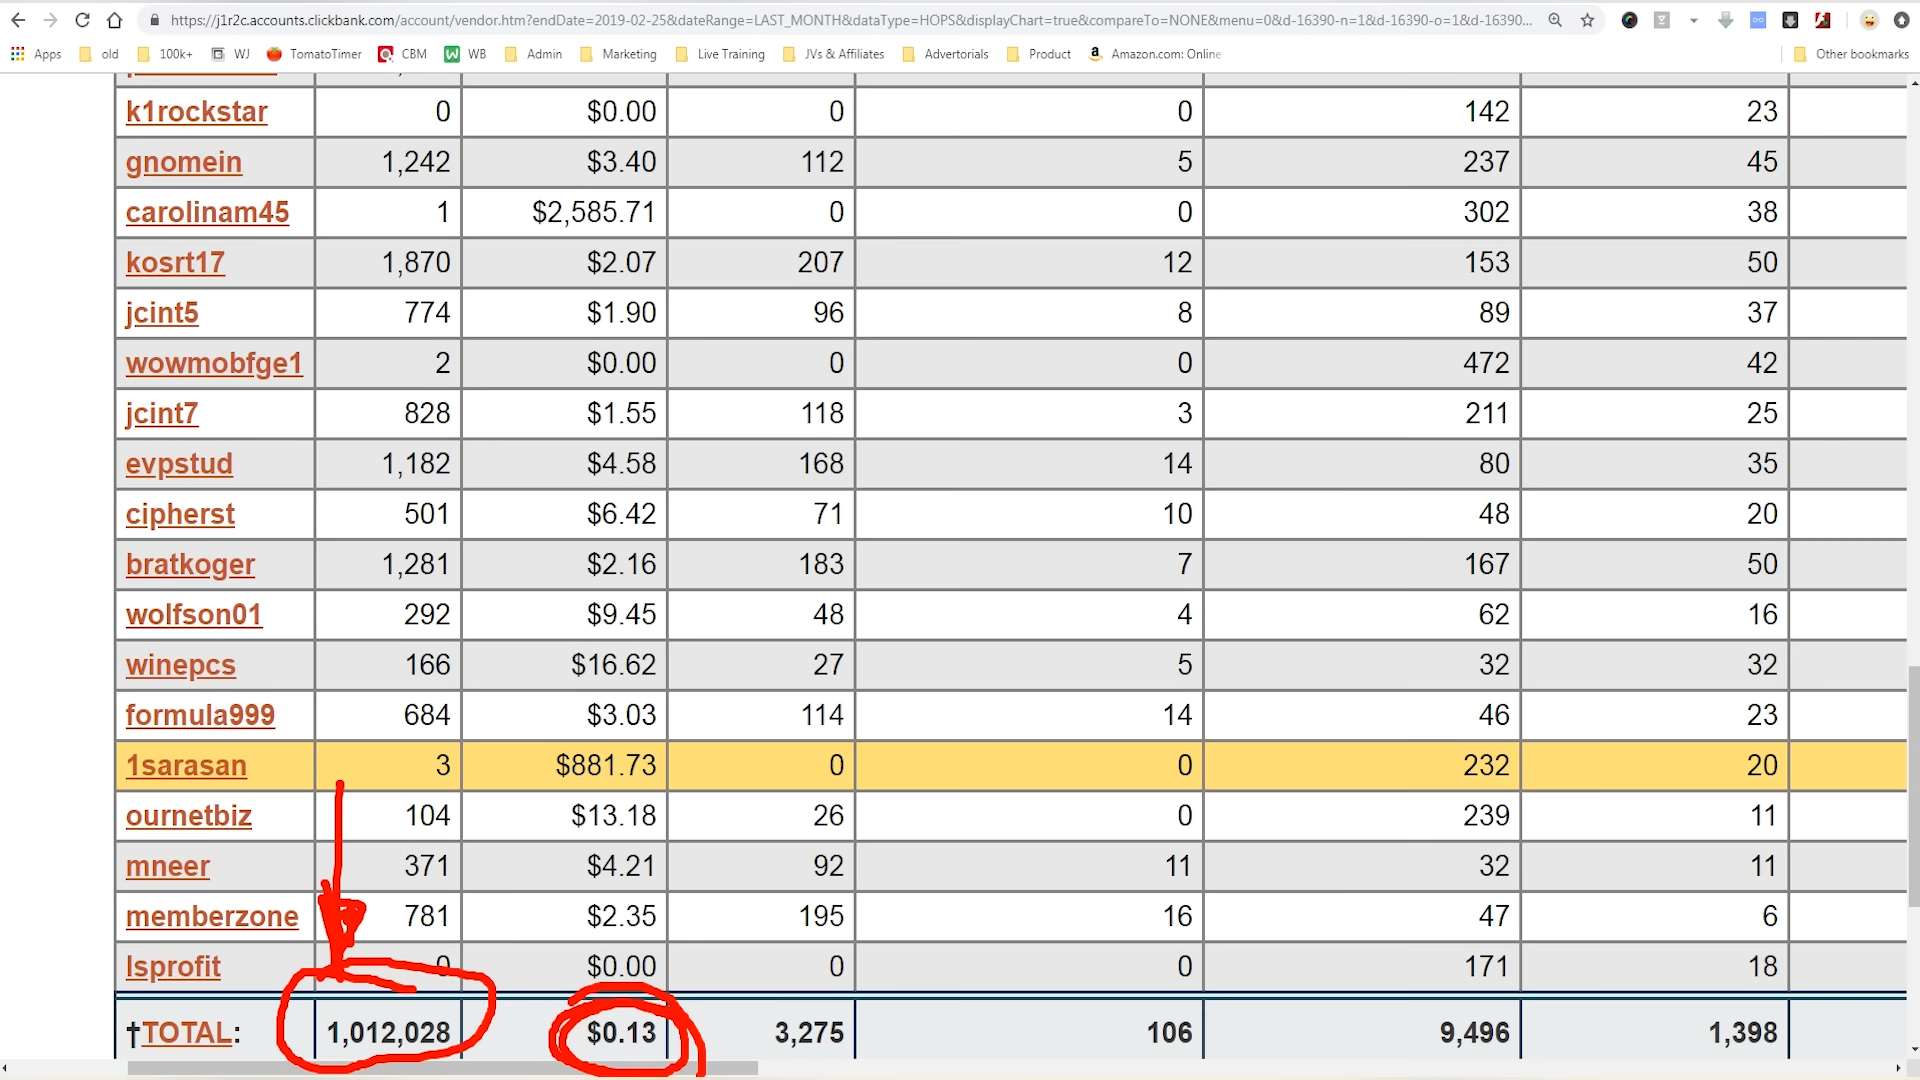 https://j1r2c.accounts.clickbank.com/account/vendor.htm?endDate=2019-02-25&dateRange=LAST_MONTH&dataType=HOPS&displayChart=true&compareTo=NONE&menu=0&d-16390-n=1&d-16390-o=1&d-16390...
Apps old 100k+ WJ TomatoTimer CBM WB Admin Marketing Live Training JVs & Affiliates Advertorials Product Amazon.com: Online Other bookmarks
k1rockstar 0 $0.00 0 0 142 23
gnomein 1,242 $3.40 112 5 237 45
carolinam45 1 $2,585.71 0 0 302 38
kosrt17 1,870 $2.07 207 12 153 50
jcint5 774 $1.90 96 8 89 37
wowmobfge1 2 $0.00 0 0 472 42
jcint7 828 $1.55 118 3 211 25
evpstud 1,182 $4.58 168 14 80 35
cipherst 501 $6.42 71 10 48 20
bratkoger 1,281 $2.16 183 7 167 50
wolfson01 292 $9.45 48 4 62 16
winepcs 166 $16.62 27 5 32 32
formula999 684 $3.03 114 14 46 23
1sarasan 3 $881.73 0 0 232 20
ournetbiz 104 $13.18 26 0 239 11
mneer 371 $4.21 92 11 32 11
memberzone 781 $2.35 195 16 47 6
lsprofit 0 $0.00 0 0 171 18
†TOTAL: 1,012,028 $0.13 3,275 106 9,496 1,398